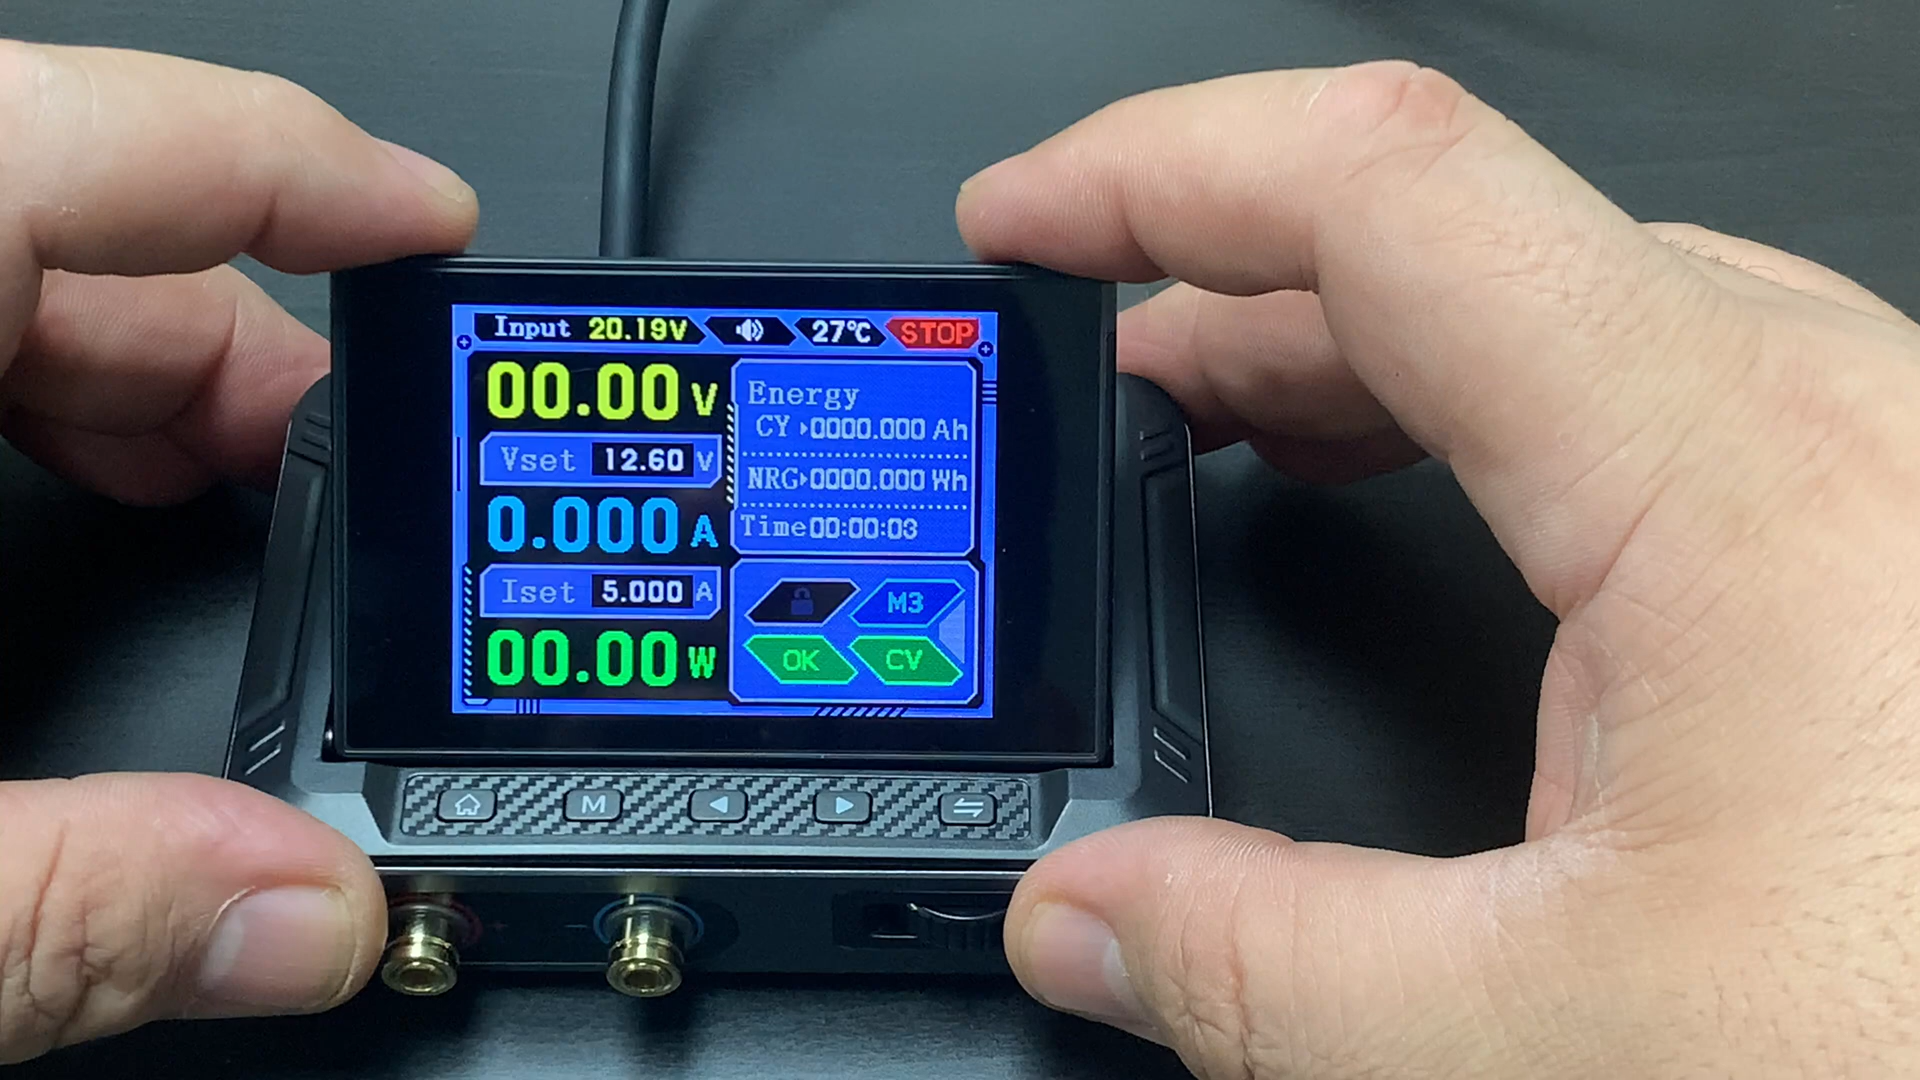 Input 20.19V 27℃ STOP
00.00 V
Vset 12.60 V
0.000 A
Iset 5.000 A
00.00 W
Energy
CY 0000.000 Ah
NRG 0000.000 Wh
Time 00:00:03
M3
OK CV
M
+ −